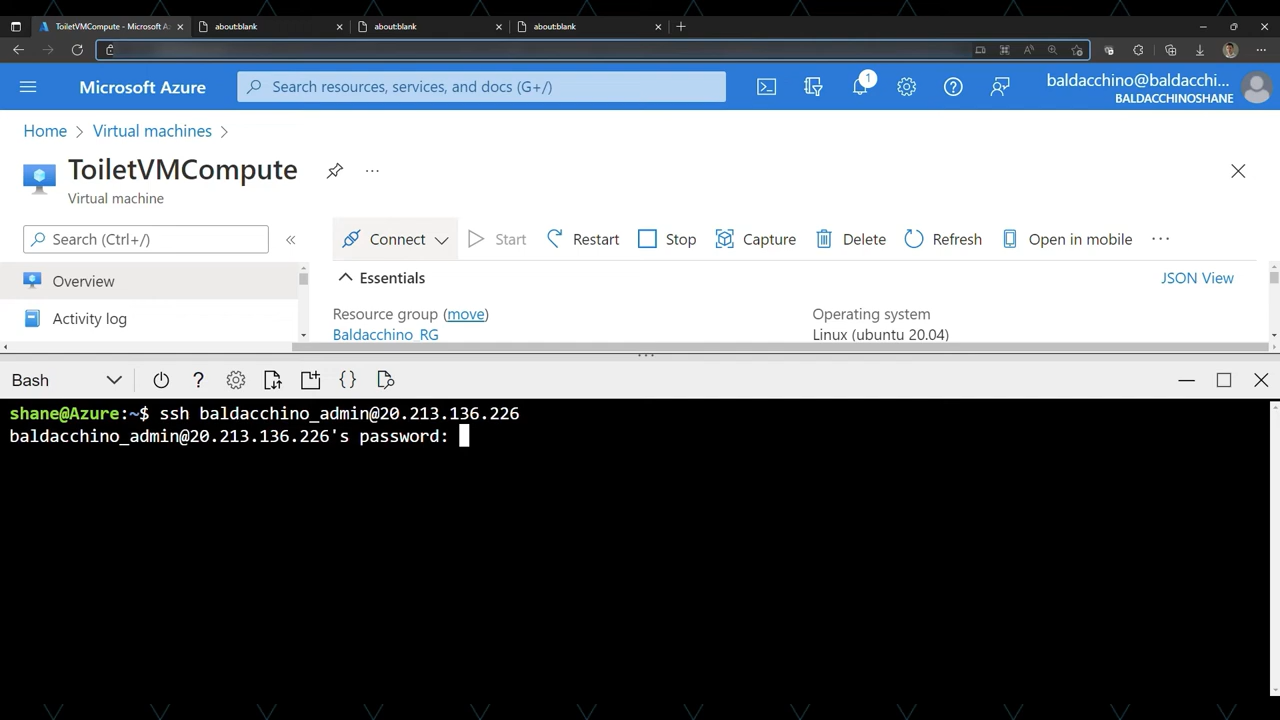 ToiletVMCompute - Microsoft A
about:blank
about:blank
about:blank
Microsoft Azure
Search resources, services, and docs (G+/)
1
baldacchino@baldacchi...
BALDACCHINOSHANE
Home > Virtual machines >
ToiletVMCompute
Virtual machine
Search (Ctrl+/)
«
Connect
Start
Restart
Stop
Capture
Delete
Refresh
Open in mobile
Overview
Activity log
Essentials
JSON View
Resource group (move)
Baldacchino_RG
Operating system
Linux (ubuntu 20.04)
Bash
shane@Azure:~$ ssh baldacchino_admin@20.213.136.226
baldacchino_admin@20.213.136.226's password: